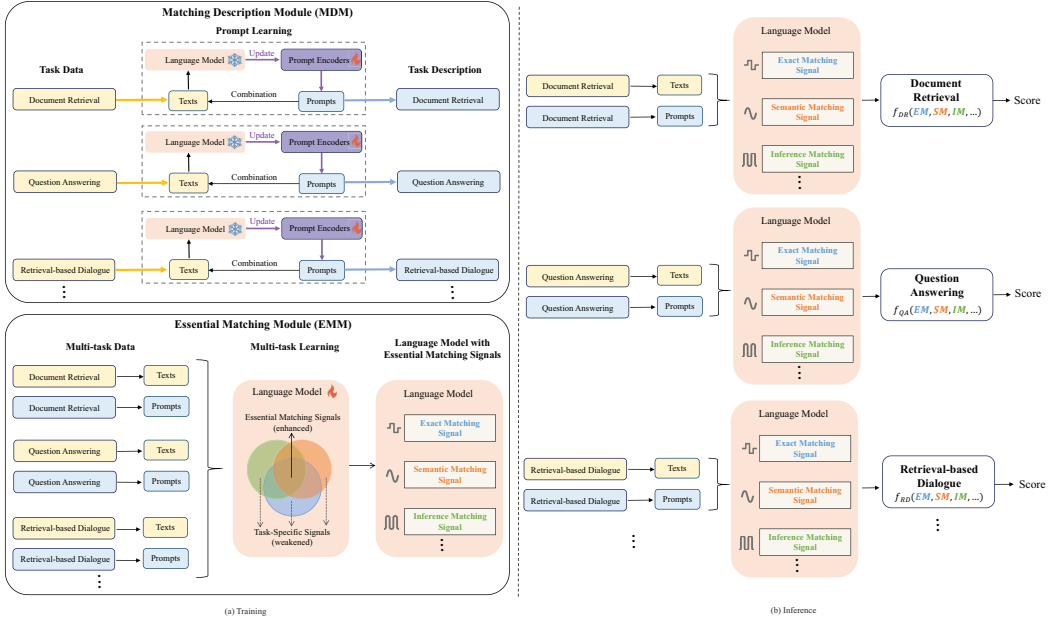 Matching Description Module (MDM)
Prompt Learning
Task Data
Task Description
Language Model
Update
Prompt Encoders
Document Retrieval
Texts
Combination
Prompts
Document Retrieval
Language Model
Update
Prompt Encoders
Question Answering
Texts
Combination
Prompts
Question Answering
Language Model
Update
Prompt Encoders
Retrieval-based Dialogue
Texts
Combination
Prompts
Retrieval-based Dialogue
Essential Matching Module (EMM)
Multi-task Data
Multi-task Learning
Language Model with
Essential Matching Signals
Document Retrieval
Texts
Document Retrieval
Prompts
Question Answering
Texts
Question Answering
Prompts
Retrieval-based Dialogue
Texts
Retrieval-based Dialogue
Prompts
Language Model
Essential Matching Signals
(enhanced)
Task-Specific Signals
(weakened)
Language Model
Exact Matching
Signal
Semantic Matching
Signal
Inference Matching
Signal
(a) Training
Document Retrieval
Texts
Document Retrieval
Prompts
Language Model
Exact Matching
Signal
Semantic Matching
Signal
Inference Matching
Signal
Document
Retrieval
f_DR(EM, SM, IM, ...)
Score
Question Answering
Texts
Question Answering
Prompts
Language Model
Exact Matching
Signal
Semantic Matching
Signal
Inference Matching
Signal
Question
Answering
f_QA(EM, SM, IM, ...)
Score
Retrieval-based Dialogue
Texts
Retrieval-based Dialogue
Prompts
Language Model
Exact Matching
Signal
Semantic Matching
Signal
Inference Matching
Signal
Retrieval-based
Dialogue
f_RD(EM, SM, IM, ...)
Score
(b) Inference